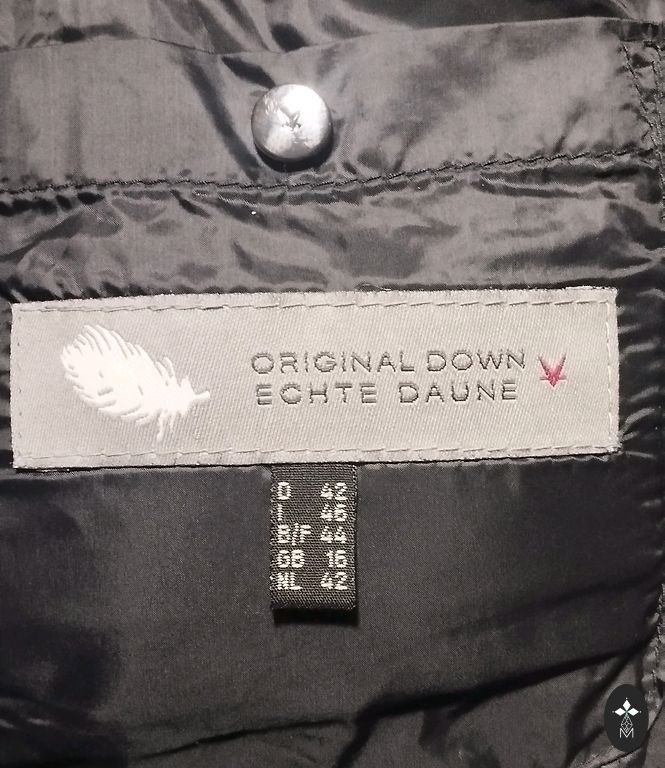 ORIGINAL DOWN
ECHTE DAUNE
D 42
I 46
B/F 44
GB 16
NL 42
M